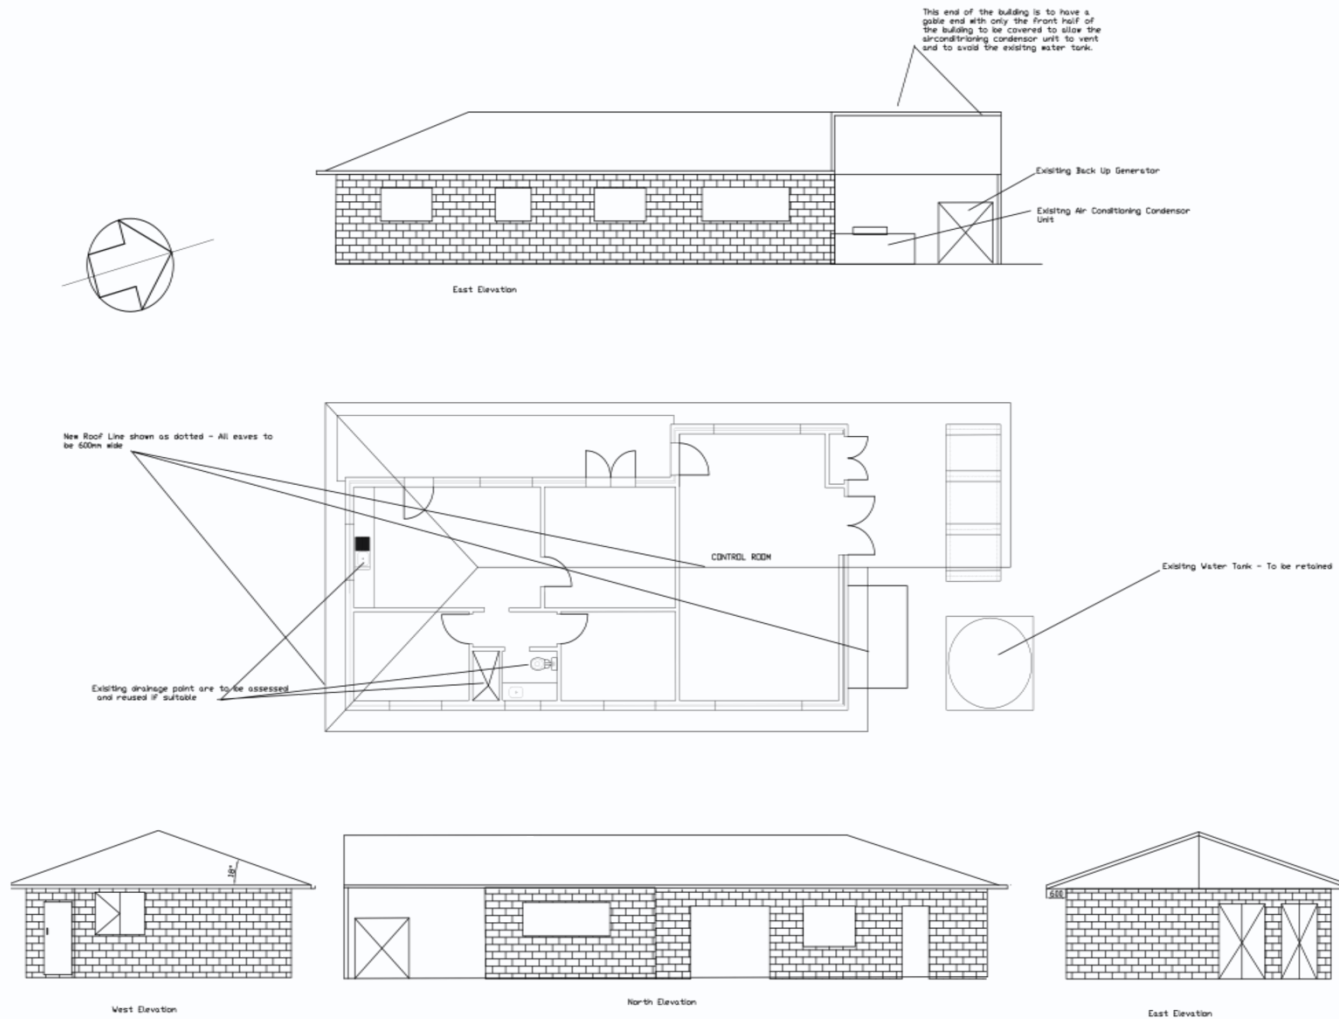 This end of the building is to have a
gable end with only the front half of
the building to be covered to allow the
airconditrioning condensor unit to vent
and to avoid the exisitng water tank.
Exisiting Back Up Generator
Exisitng Air Conditioning Condensor
Unit
East Elevation
New Roof Line shown as dotted - All eaves to
be 600mm wide
CONTROL ROOM
Exisitng Water Tank - To be retained
Exisiting drainage point are to be assessed
and reused if suitable
18°
600
West Elevation
North Elevation
East Elevation